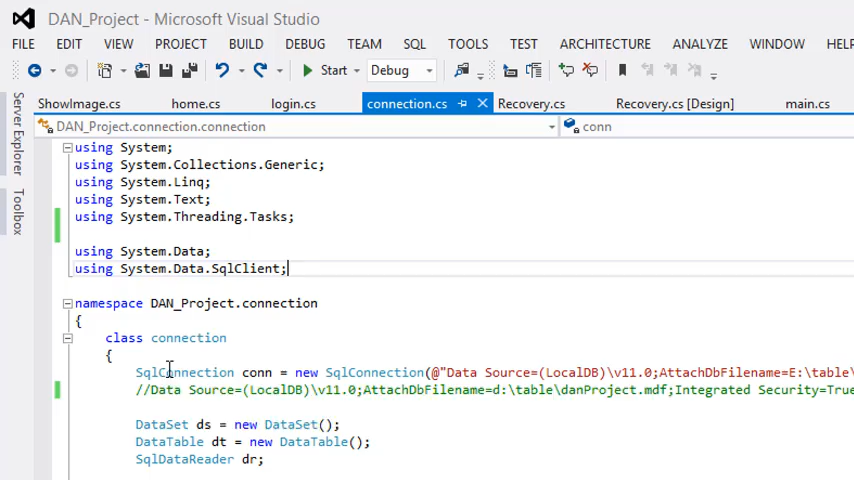 DAN_Project - Microsoft Visual Studio
FILE EDIT VIEW PROJECT BUILD DEBUG TEAM SQL TOOLS TEST ARCHITECTURE ANALYZE WINDOW HELP
Start Debug
ShowImage.cs home.cs login.cs connection.cs Recovery.cs Recovery.cs [Design] main.cs
DAN_Project.connection.connection conn
Server Explorer
Toolbox
using System;
using System.Collections.Generic;
using System.Linq;
using System.Text;
using System.Threading.Tasks;
using System.Data;
using System.Data.SqlClient;
namespace DAN_Project.connection
{
class connection
{
SqlConnection conn = new SqlConnection(@"Data Source=(LocalDB)\v11.0;AttachDbFilename=E:\table\
//Data Source=(LocalDB)\v11.0;AttachDbFilename=d:\table\danProject.mdf;Integrated Security=True
DataSet ds = new DataSet();
DataTable dt = new DataTable();
SqlDataReader dr;